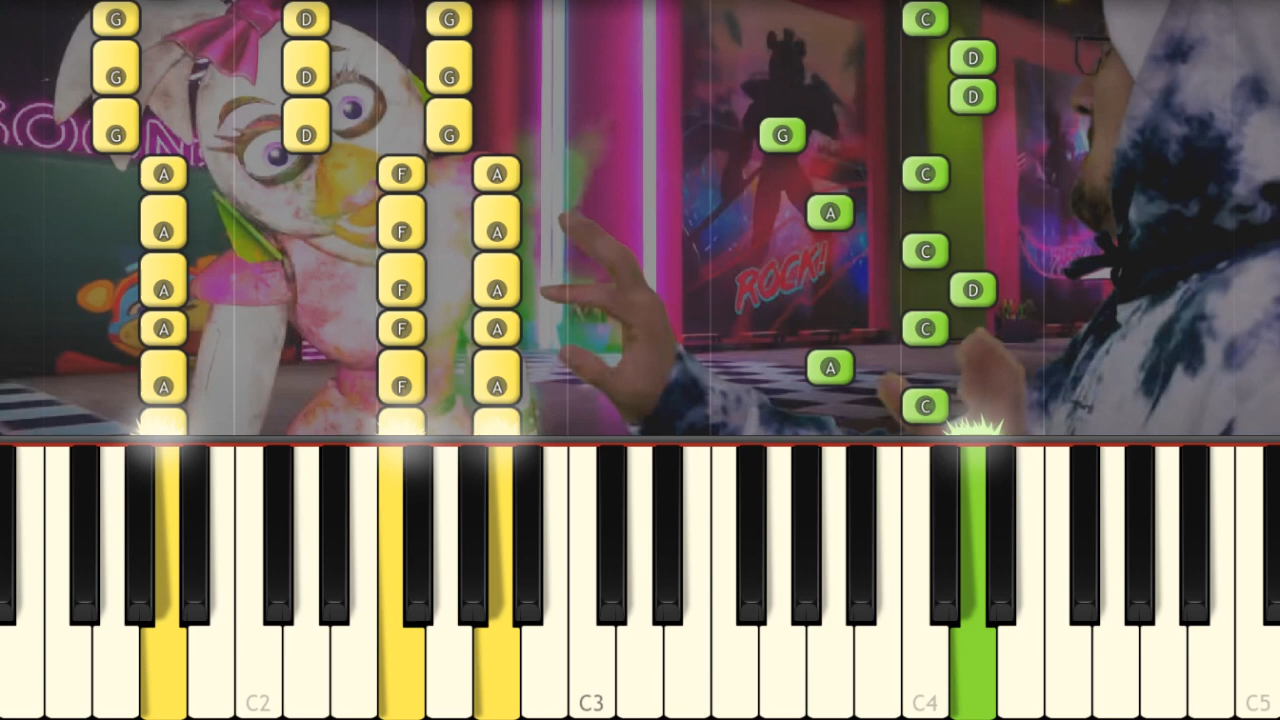 G D G C
D
G D G
D
G D G G
A F A C
A
A F A
C
ROCK!
A F A D
A F A C
A
A F A
C
C2 C3 C4 C5